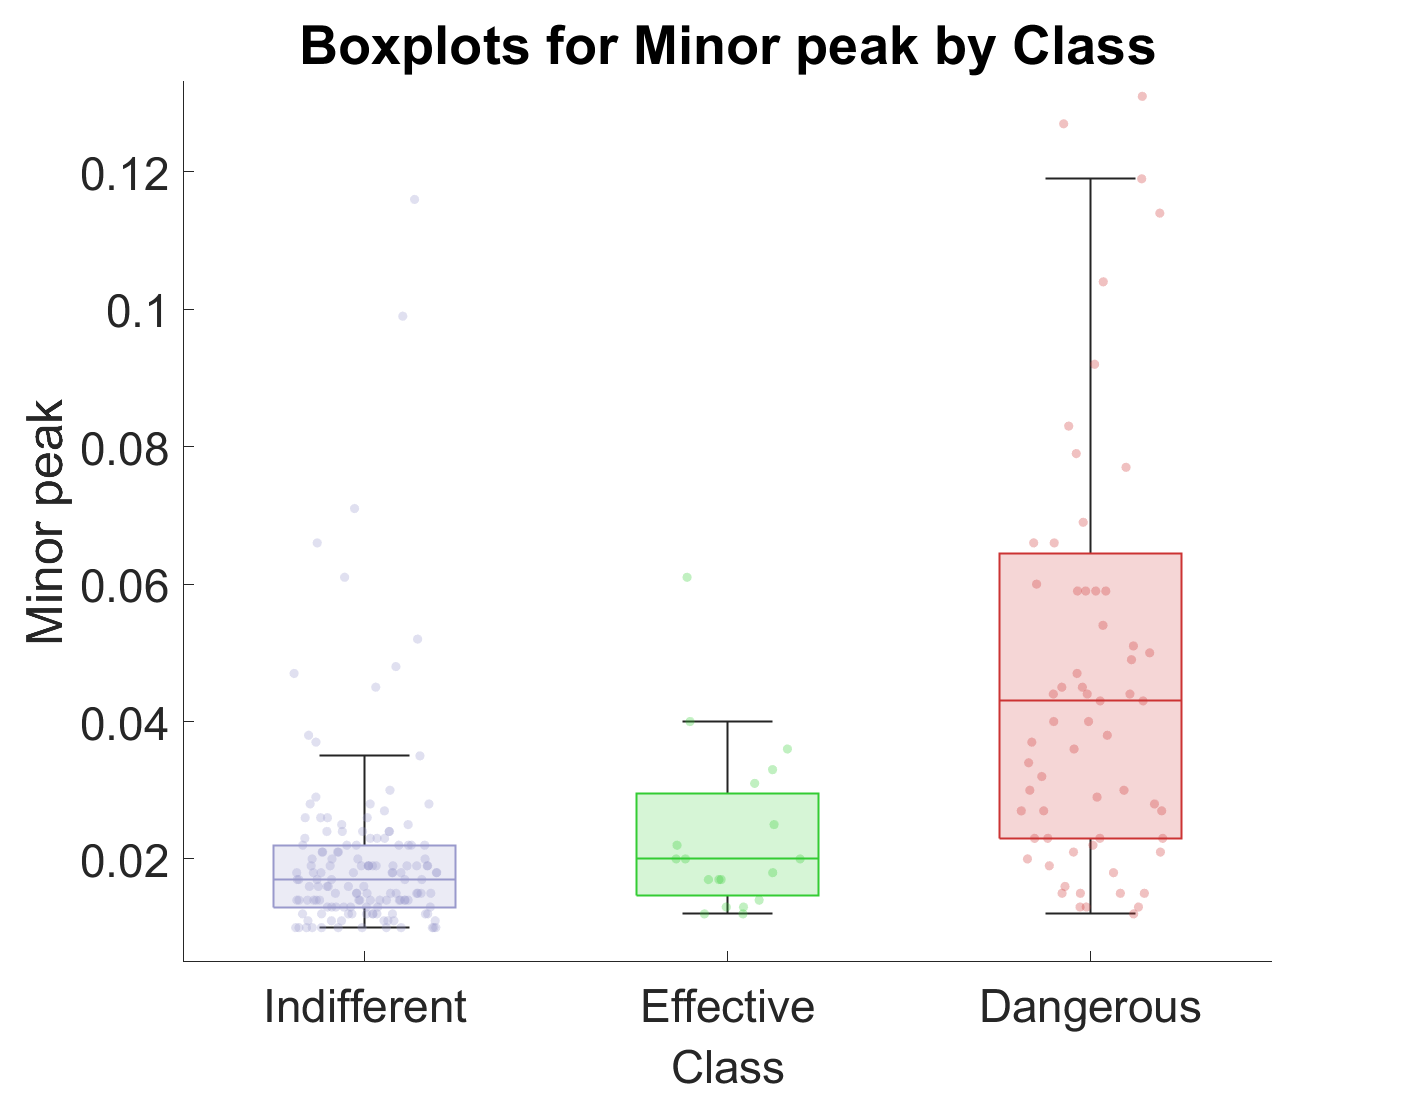 Boxplots for Minor peak by Class
Minor peak
0.12
0.1
0.08
0.06
0.04
0.02
Indifferent Effective Dangerous
Class